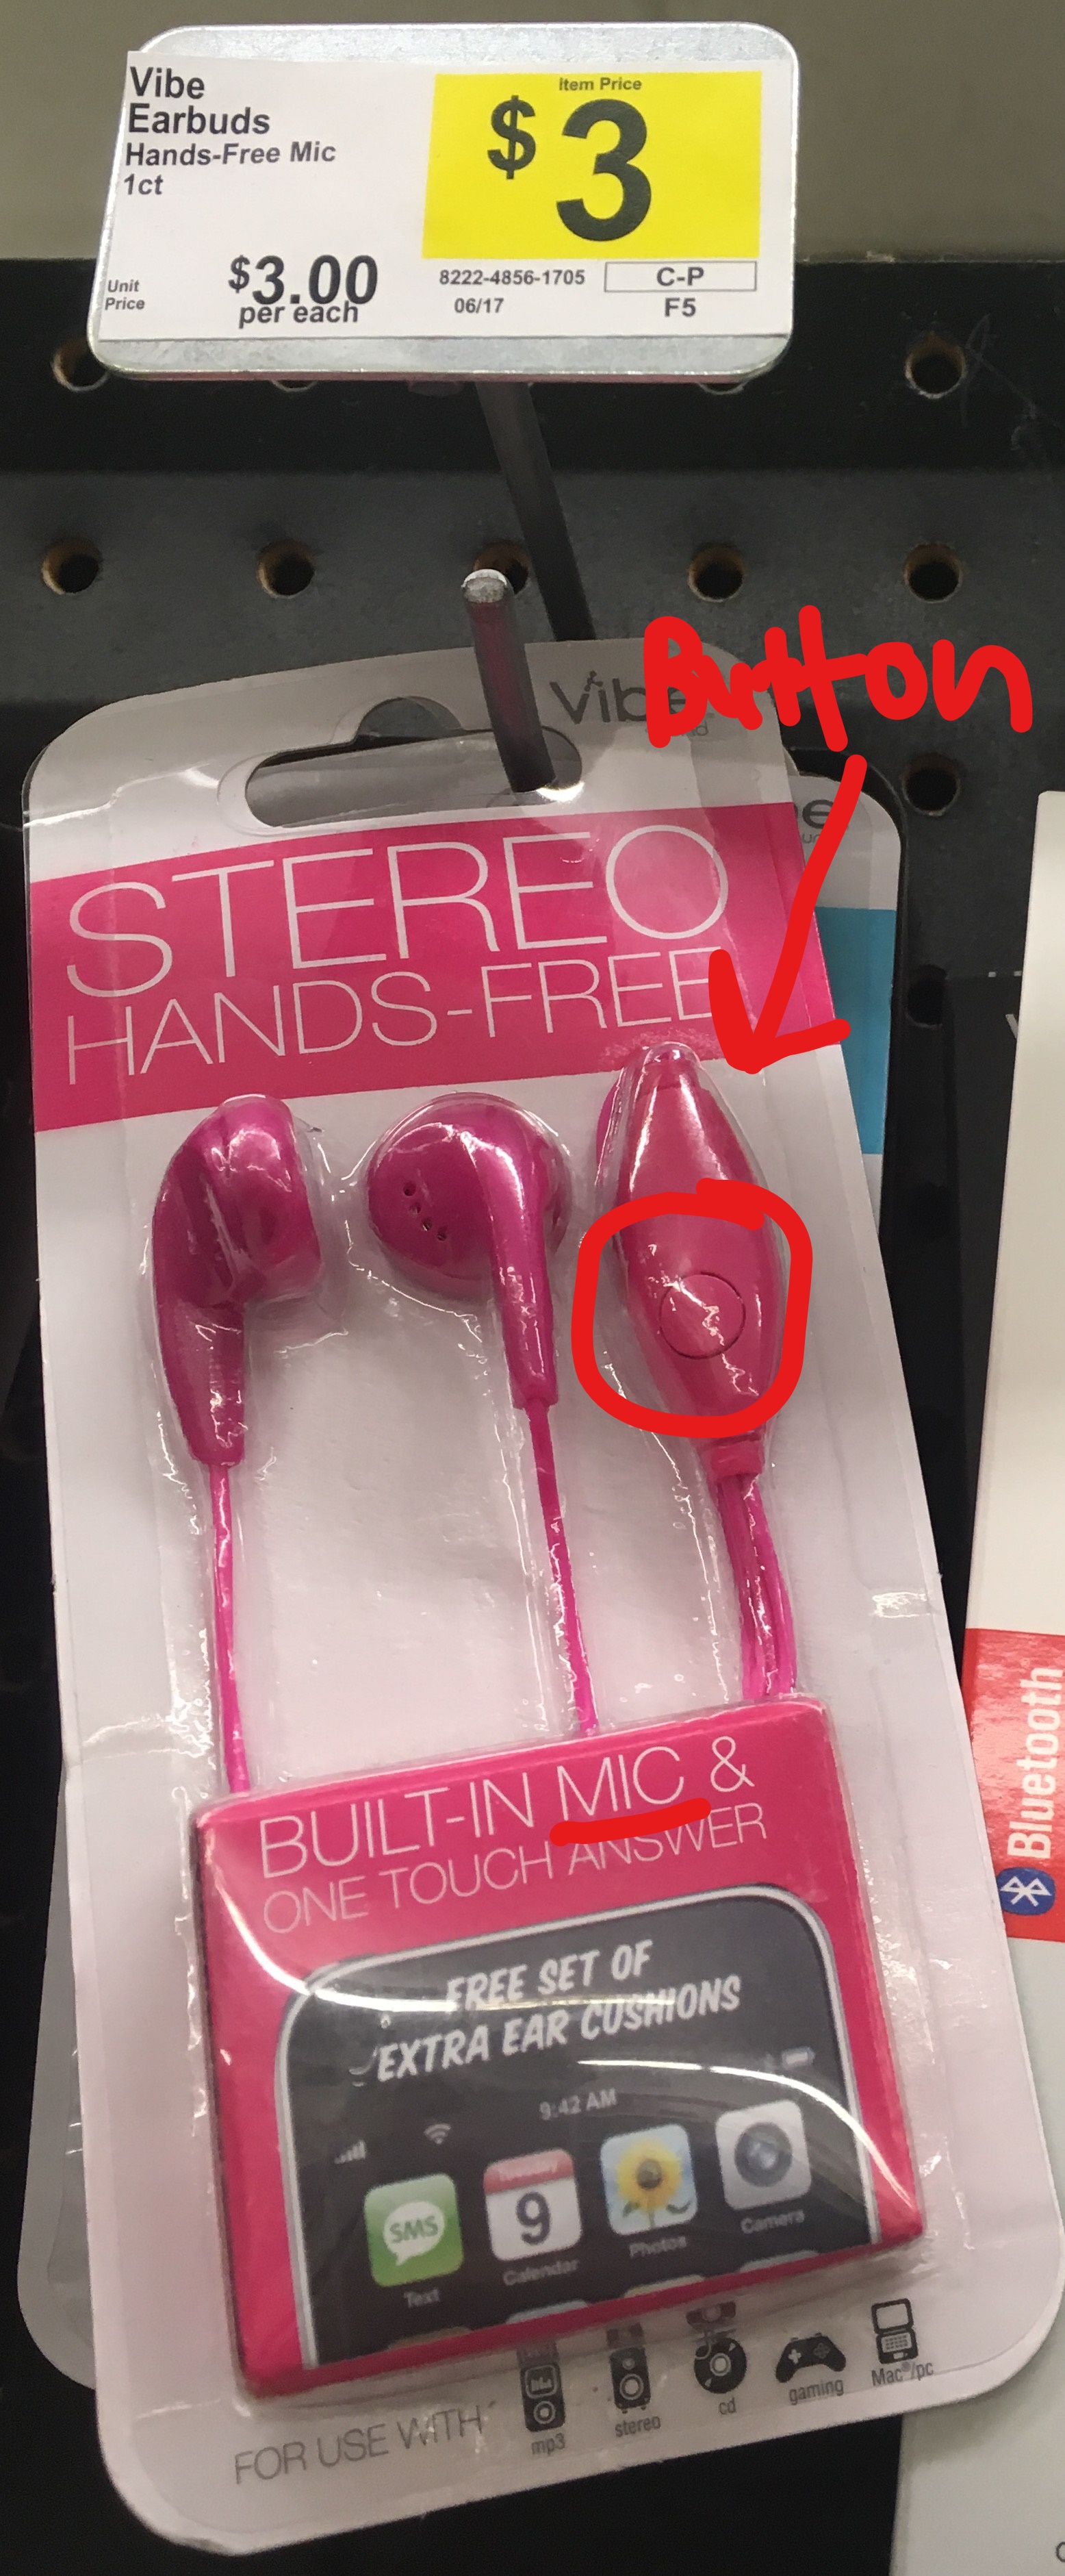 Vibe
Earbuds
Hands-Free Mic
1ct
Item Price
$3
Unit
Price
$3.00
per each
8222-4856-1705
C-P
06/17
F5
Button
Vibe
STEREO
HANDS-FREE
BUILT-IN MIC &
ONE TOUCH ANSWER
FREE SET OF
EXTRA EAR CUSHIONS
9:42 AM
SMS
9
Text
Calendar
Photos
Camera
FOR USE WITH
mp3
stereo
cd
gaming
Mac®/pc
Bluetooth